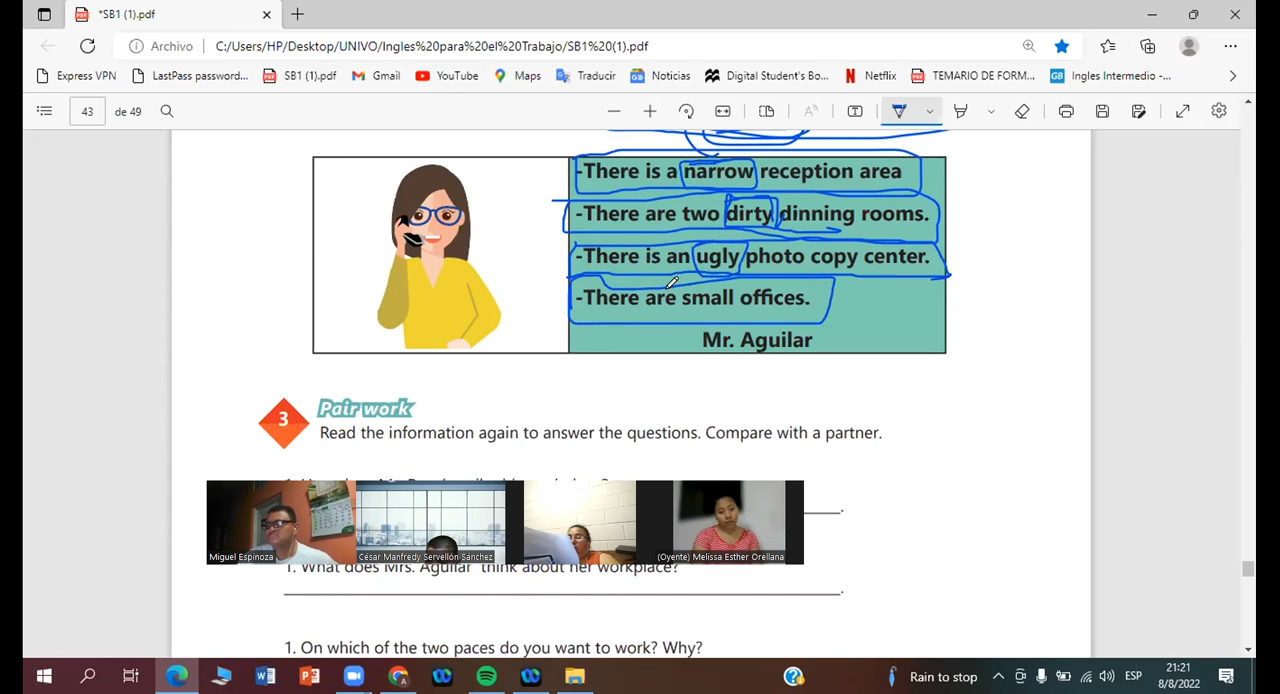 *SB1 (1).pdf
Archivo C:/Users/HP/Desktop/UNIVO/Ingles%20para%20el%20Trabajo/SB1%20(1).pdf
Express VPN LastPass password... SB1 (1).pdf Gmail YouTube Maps Traducir Noticias Digital Student's Bo... Netflix TEMARIO DE FORM... Ingles Intermedio -...
43 de 49
-There is a narrow reception area
-There are two dirty dinning rooms.
-There is an ugly photo copy center.
-There are small offices.
Mr. Aguilar
3 Pair work
Read the information again to answer the questions. Compare with a partner.
Miguel Espinoza
César Manfredy Servellón Sánchez
(Oyente) Melissa Esther Orellana
1. What does Mrs. Aguilar think about her workplace?
1. On which of the two paces do you want to work? Why?
Rain to stop ESP 21:21
8/8/2022